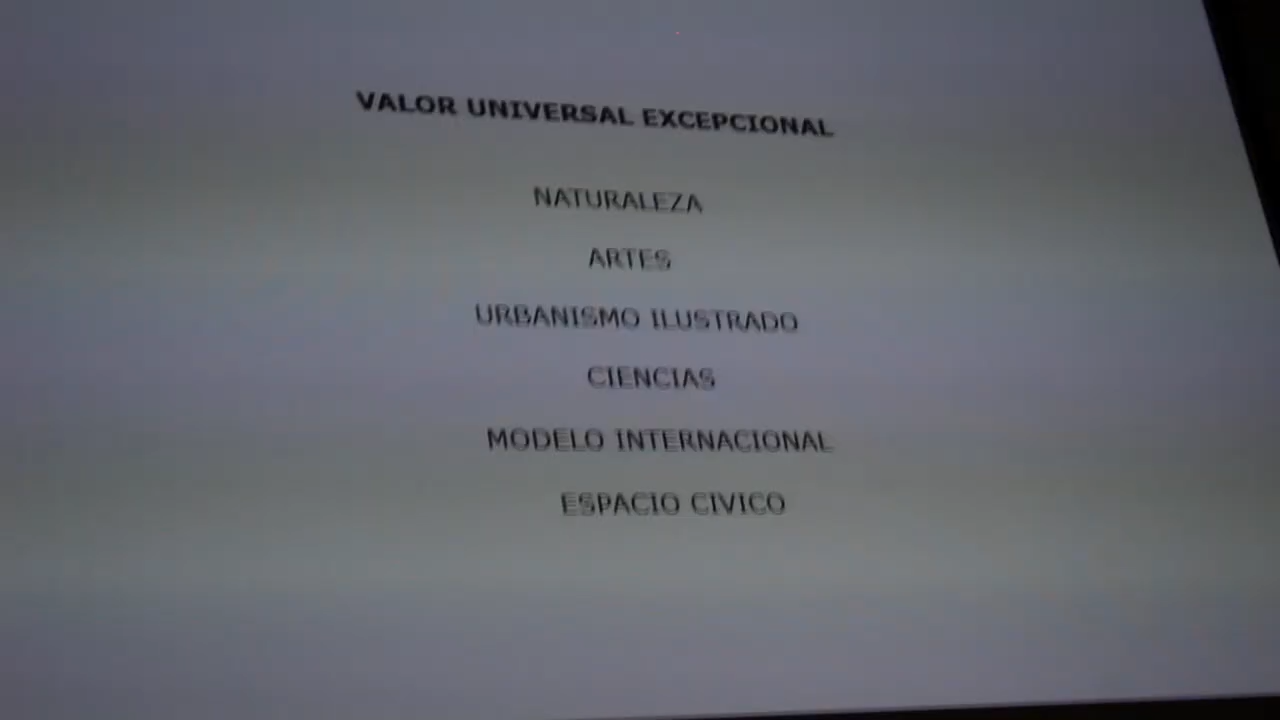 VALOR UNIVERSAL EXCEPCIONAL
NATURALEZA
ARTES
URBANISMO ILUSTRADO
CIENCIAS
MODELO INTERNACIONAL
ESPACIO CIVICO